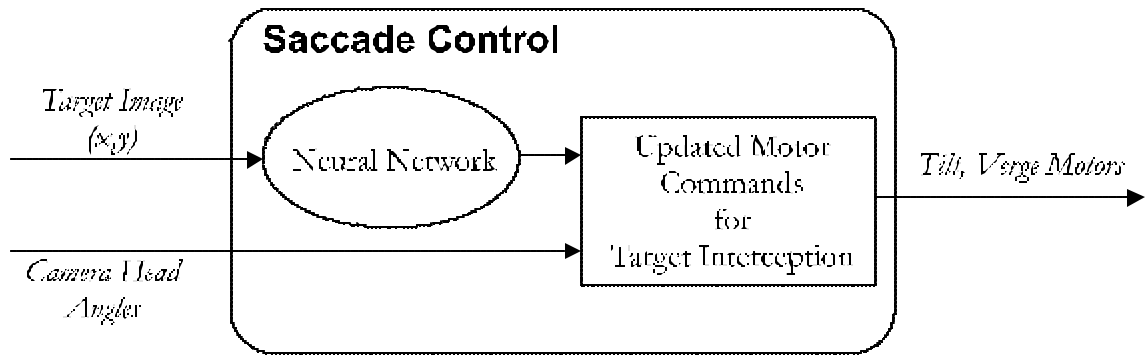 Saccade Control
Target Image
(x,y)
Neural Network
Updated Motor
Commands
for
Target Interception
Tilt, Verge Motors
Camera Head
Angles